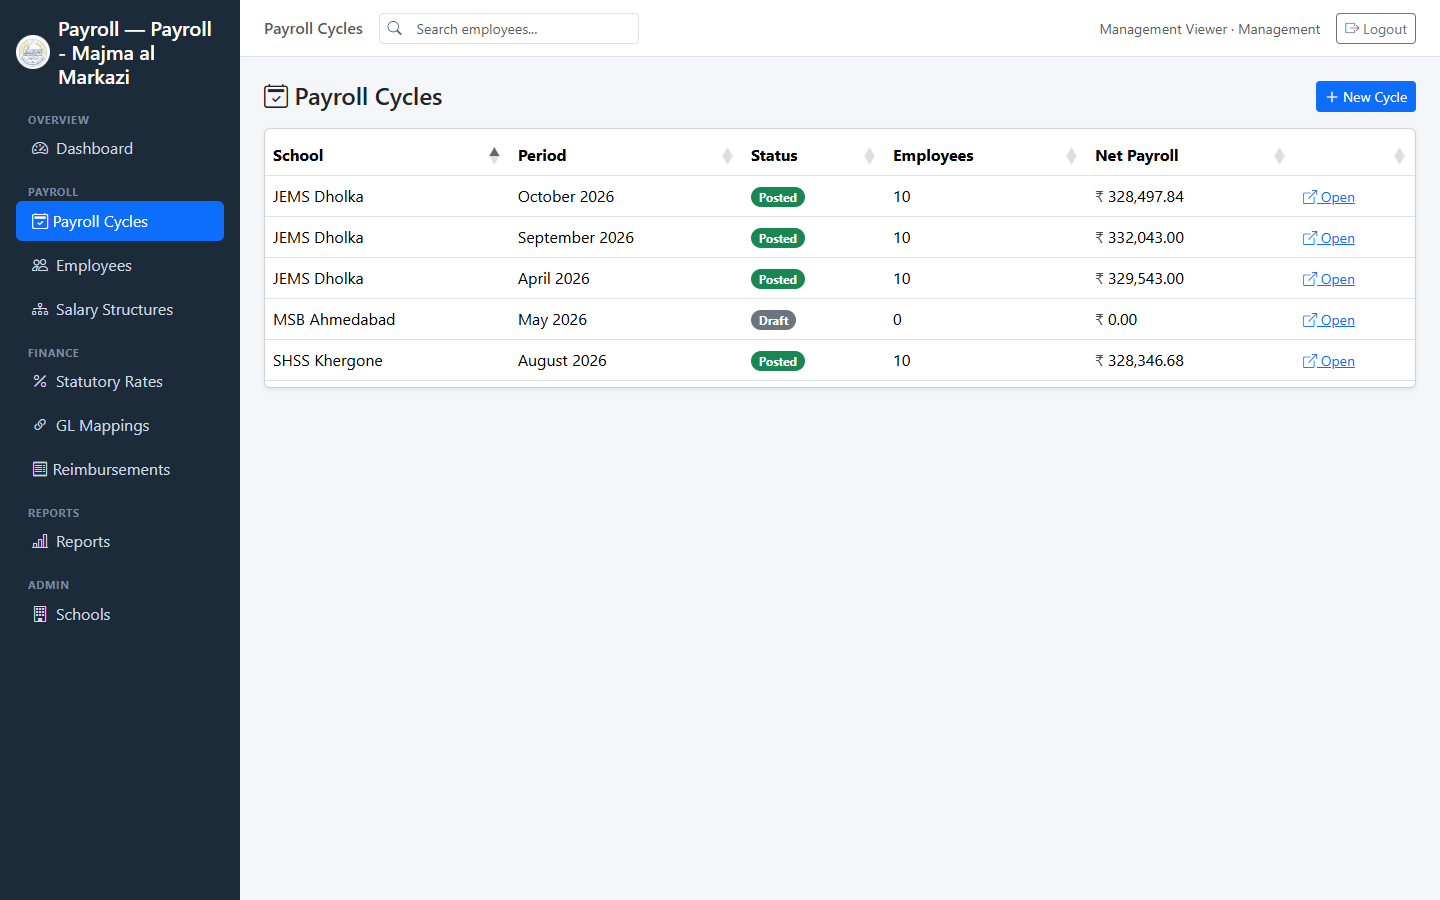 Payroll — Payroll
- Majma al
Markazi
OVERVIEW
Dashboard
PAYROLL
Payroll Cycles
Employees
Salary Structures
FINANCE
Statutory Rates
GL Mappings
Reimbursements
REPORTS
Reports
ADMIN
Schools
Payroll Cycles Search employees... Management Viewer · Management Logout
Payroll Cycles + New Cycle
School Period Status Employees Net Payroll
JEMS Dholka October 2026 Posted 10 ₹ 328,497.84 Open
JEMS Dholka September 2026 Posted 10 ₹ 332,043.00 Open
JEMS Dholka April 2026 Posted 10 ₹ 329,543.00 Open
MSB Ahmedabad May 2026 Draft 0 ₹ 0.00 Open
SHSS Khergone August 2026 Posted 10 ₹ 328,346.68 Open